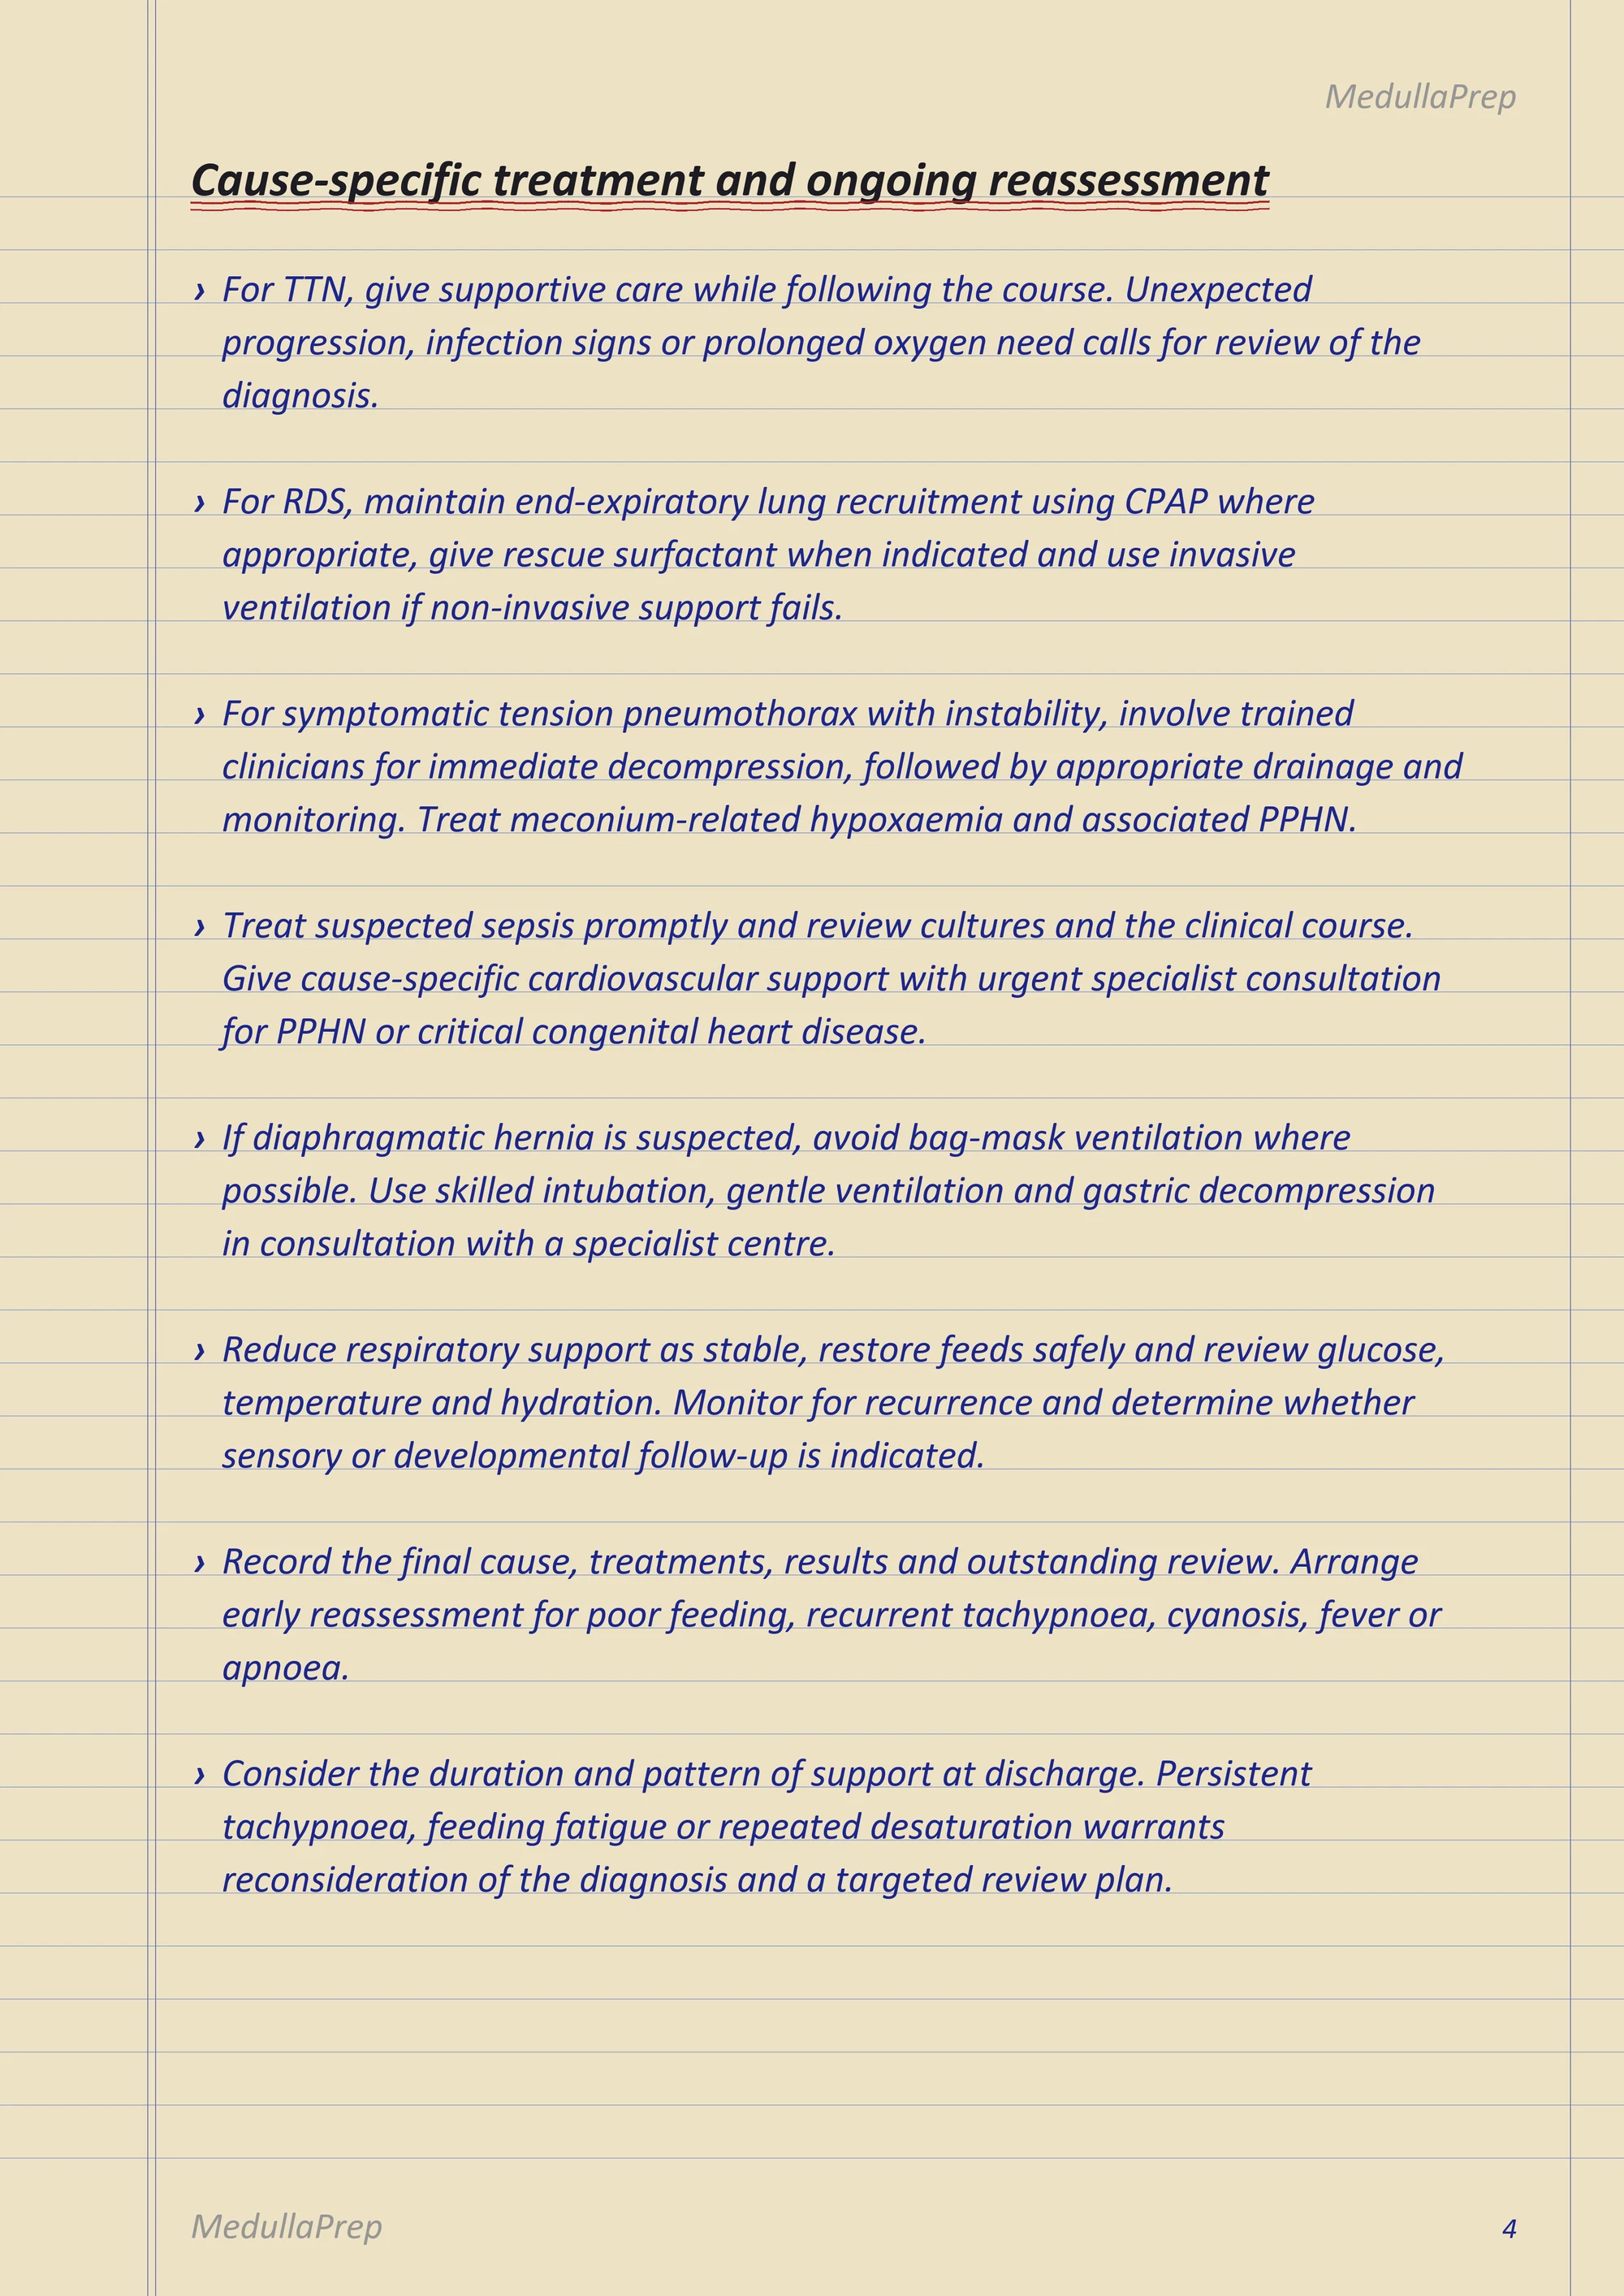 MedullaPrep
Cause-specific treatment and ongoing reassessment
› For TTN, give supportive care while following the course. Unexpected
progression, infection signs or prolonged oxygen need calls for review of the
diagnosis.
› For RDS, maintain end-expiratory lung recruitment using CPAP where
appropriate, give rescue surfactant when indicated and use invasive
ventilation if non-invasive support fails.
› For symptomatic tension pneumothorax with instability, involve trained
clinicians for immediate decompression, followed by appropriate drainage and
monitoring. Treat meconium-related hypoxaemia and associated PPHN.
› Treat suspected sepsis promptly and review cultures and the clinical course.
Give cause-specific cardiovascular support with urgent specialist consultation
for PPHN or critical congenital heart disease.
› If diaphragmatic hernia is suspected, avoid bag-mask ventilation where
possible. Use skilled intubation, gentle ventilation and gastric decompression
in consultation with a specialist centre.
› Reduce respiratory support as stable, restore feeds safely and review glucose,
temperature and hydration. Monitor for recurrence and determine whether
sensory or developmental follow-up is indicated.
› Record the final cause, treatments, results and outstanding review. Arrange
early reassessment for poor feeding, recurrent tachypnoea, cyanosis, fever or
apnoea.
› Consider the duration and pattern of support at discharge. Persistent
tachypnoea, feeding fatigue or repeated desaturation warrants
reconsideration of the diagnosis and a targeted review plan.
MedullaPrep
4